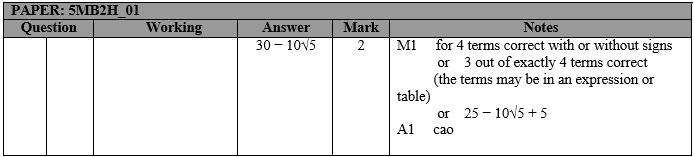 PAPER: 5MB2H_01
Question Working Answer Mark Notes
30 − 10√5 2 M1 for 4 terms correct with or without signs
or 3 out of exactly 4 terms correct
(the terms may be in an expression or
table)
or 25 − 10√5 + 5
A1 cao